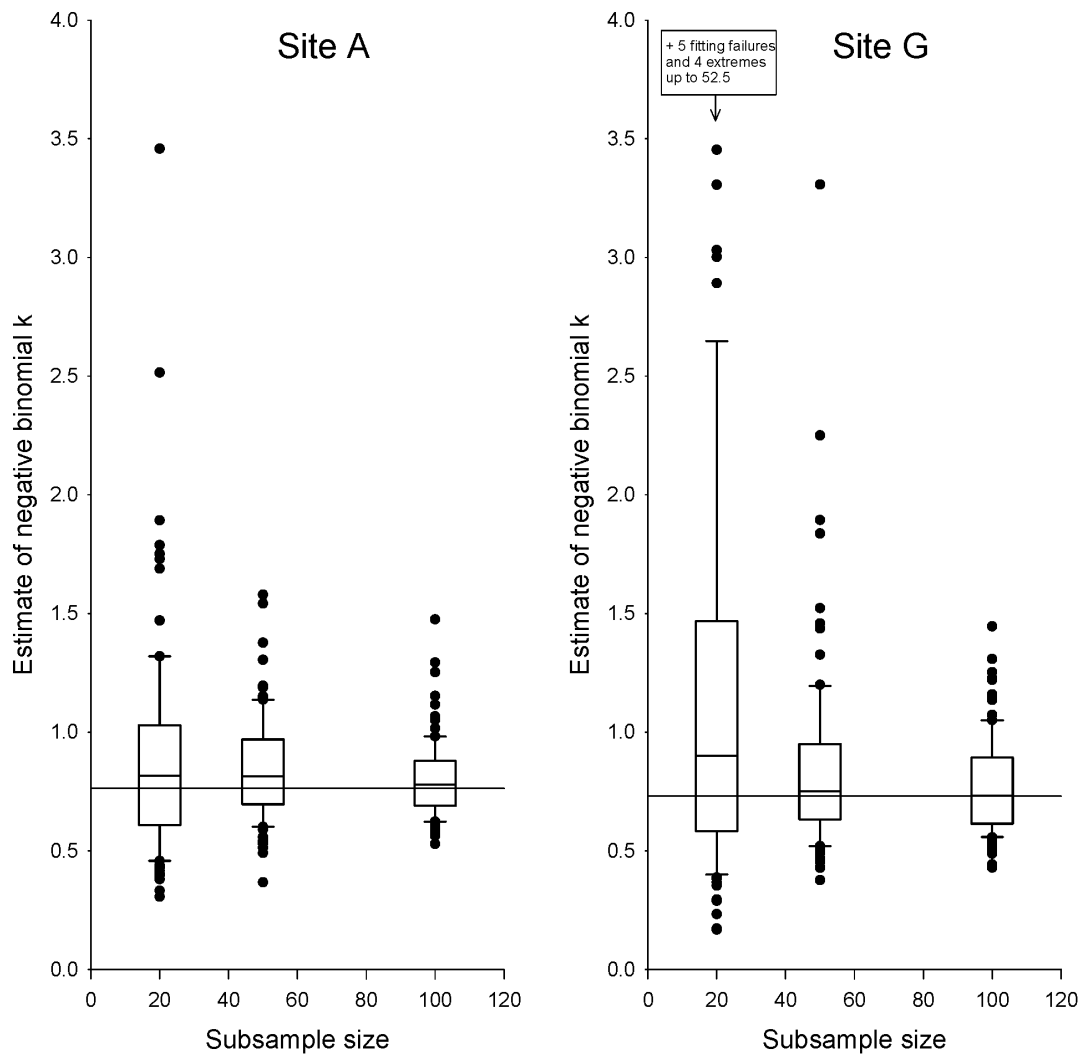 Site A
Estimate of negative binomial k
4.0
3.5
3.0
2.5
2.0
1.5
1.0
0.5
0.0
0 20 40 60 80 100 120
Subsample size
Site G
+ 5 fitting failures
and 4 extremes
up to 52.5
Estimate of negative binomial k
4.0
3.5
3.0
2.5
2.0
1.5
1.0
0.5
0.0
0 20 40 60 80 100 120
Subsample size